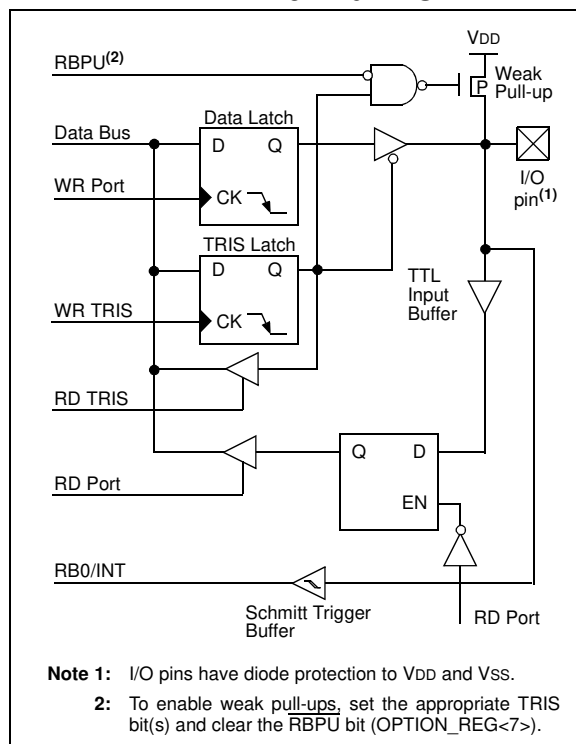 VDD
RBPU(2)
Weak
Pull-up
P
Data Bus
Data Latch
D Q
I/O
pin(1)
WR Port
CK
TRIS Latch
D Q
TTL
Input
Buffer
WR TRIS
CK
RD TRIS
Q D
RD Port
EN
RB0/INT
Schmitt Trigger
Buffer
RD Port
Note 1: I/O pins have diode protection to VDD and VSS.
2: To enable weak pull-ups, set the appropriate TRIS
bit(s) and clear the RBPU bit (OPTION_REG<7>).